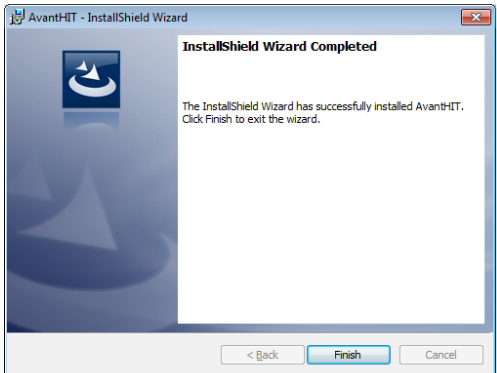 AvantHIT - InstallShield Wizard
InstallShield Wizard Completed
The InstallShield Wizard has successfully installed AvantHIT.
Click Finish to exit the wizard.
< Back
Finish
Cancel